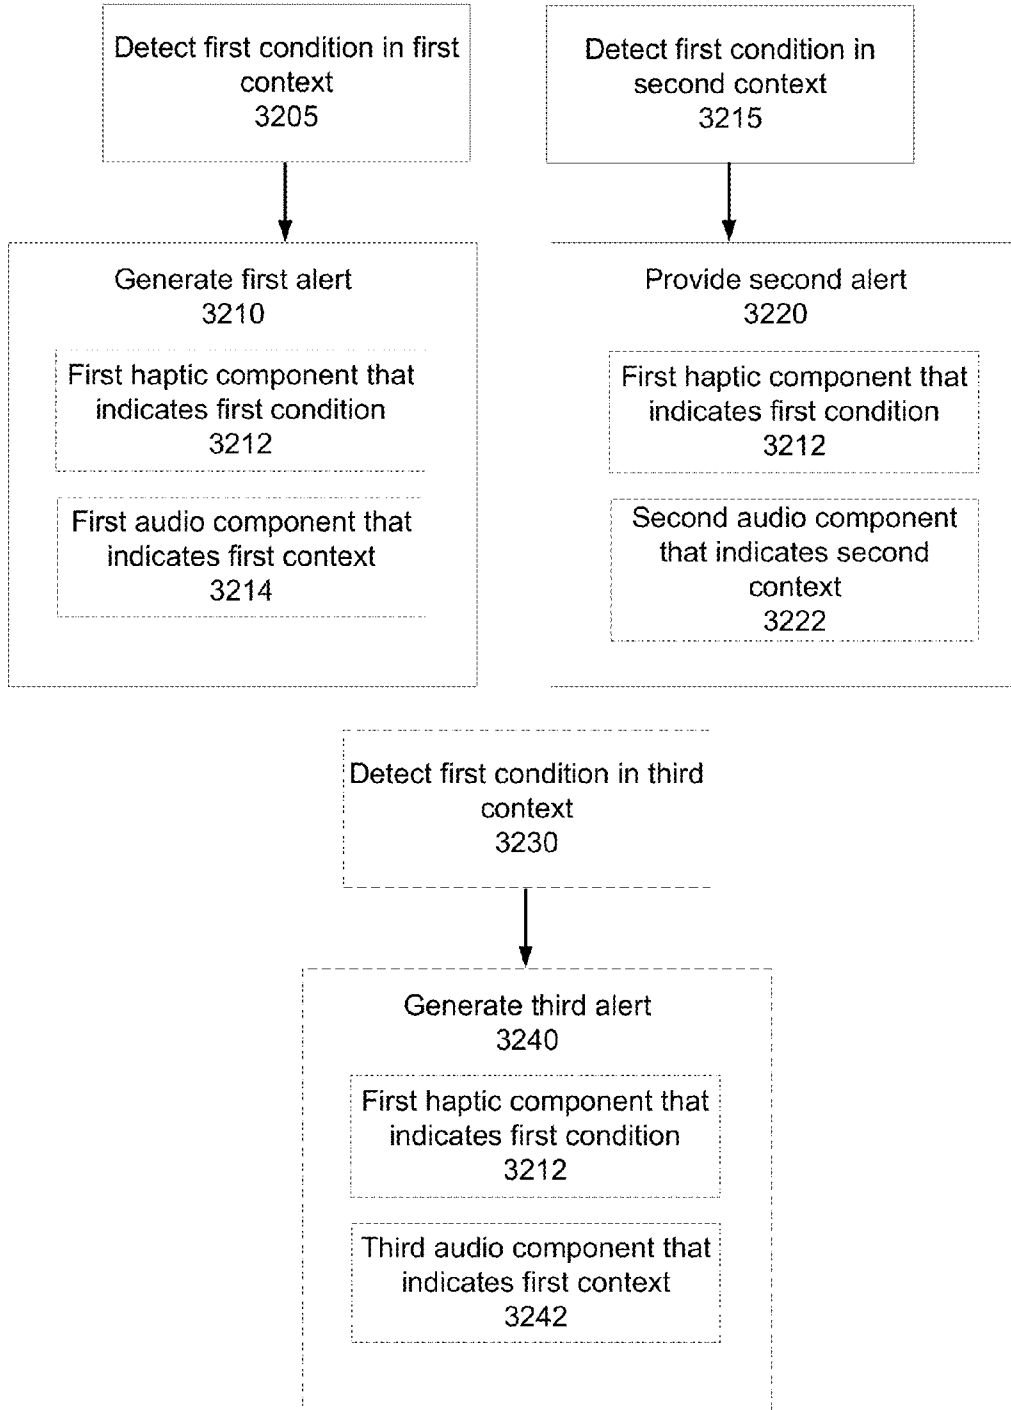 Detect first condition in first
context
3205
Detect first condition in
second context
3215
Generate first alert
3210
First haptic component that
indicates first condition
3212
First audio component that
indicates first context
3214
Provide second alert
3220
First haptic component that
indicates first condition
3212
Second audio component
that indicates second
context
3222
Detect first condition in third
context
3230
Generate third alert
3240
First haptic component that
indicates first condition
3212
Third audio component that
indicates first context
3242